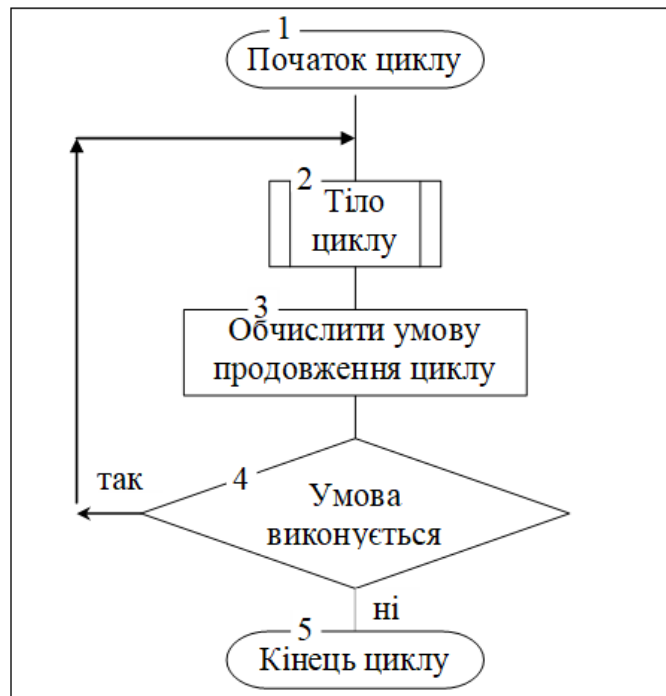 1
Початок циклу
2
Тіло
циклу
3
Обчислити умову
продовження циклу
4
так
Умова
виконується
ні
5
Кінець циклу